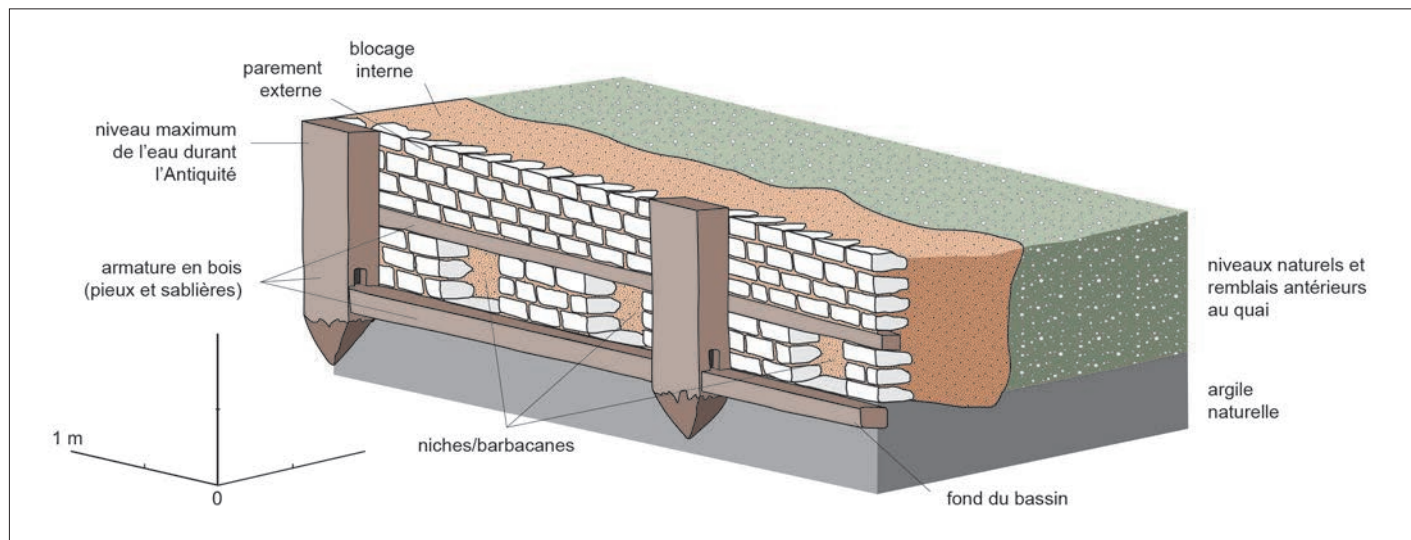 blocage
interne
parement
externe
niveau maximum
de l'eau durant
l'Antiquité
armature en bois
(pieux et sablières)
niveaux naturels et
remblais antérieurs
au quai
argile
naturelle
niches/barbacanes
1 m
0
fond du bassin